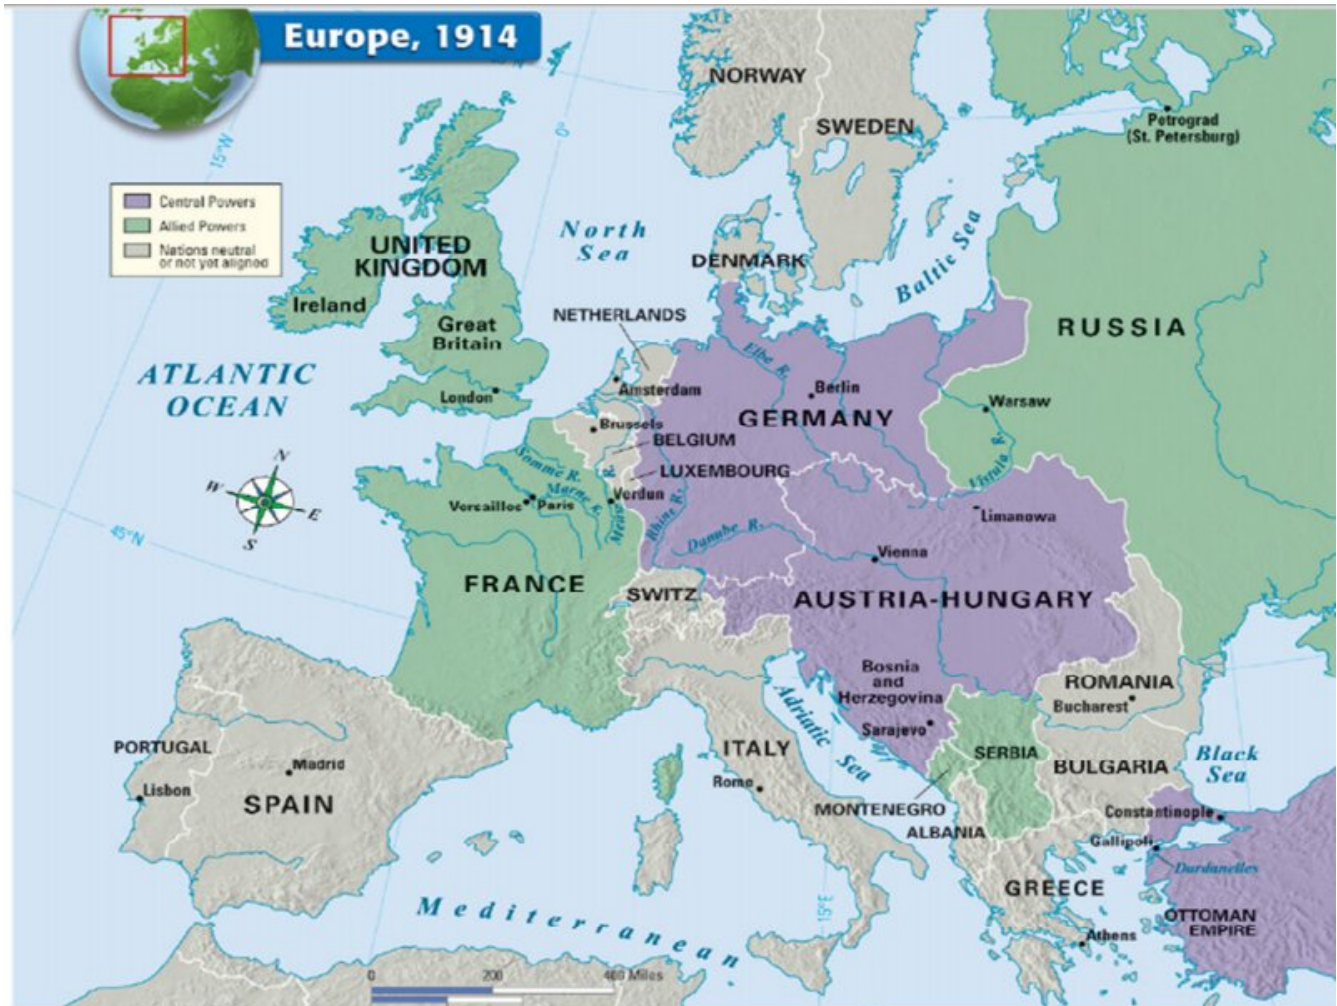 Europe, 1914
15°W
0°
Central Powers
Allied Powers
Nations neutral
or not yet aligned
NORWAY
SWEDEN
Petrograd
(St. Petersburg)
North
Sea
Baltic Sea
DENMARK
UNITED
KINGDOM
Ireland
Great
Britain
London
NETHERLANDS
Amsterdam
Elbe R.
Berlin
GERMANY
RUSSIA
Warsaw
Vistula R.
ATLANTIC
OCEAN
Brussels
BELGIUM
LUXEMBOURG
Somme R.
Marne R.
Meuse R.
Verdun
Versailles
Paris
Rhine R.
Danube R.
Limanowa
Vienna
N
W
E
S
45°N
FRANCE
SWITZ
AUSTRIA-HUNGARY
Bosnia
and
Herzegovina
Sarajevo
ROMANIA
Bucharest
Adriatic Sea
SERBIA
BULGARIA
Black
Sea
PORTUGAL
Lisbon
Madrid
SPAIN
ITALY
Rome
MONTENEGRO
ALBANIA
Constantinople
Gallipoli
Dardanelles
GREECE
Athens
OTTOMAN
EMPIRE
Mediterranean
15°E
0
200
400 Miles